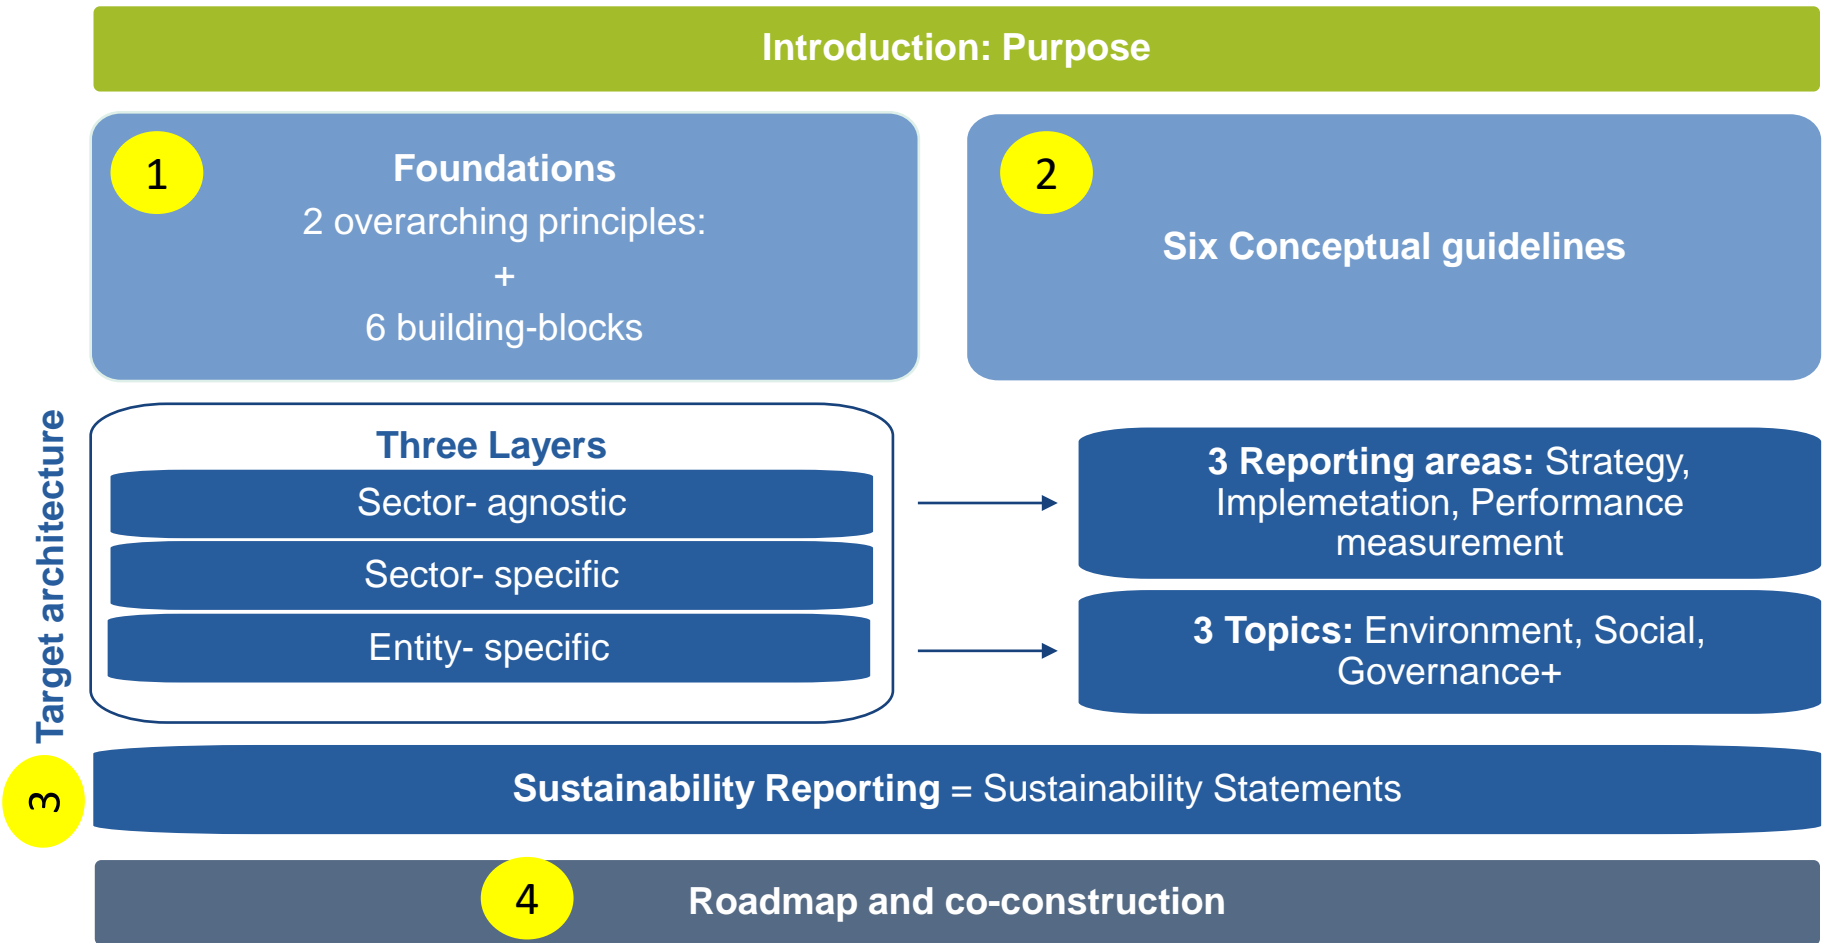 Introduction: Purpose
1
Foundations
2 overarching principles:
+
6 building-blocks
2
Six Conceptual guidelines
Target architecture
3
Three Layers
Sector- agnostic
Sector- specific
Entity- specific
3 Reporting areas: Strategy,
Implemetation, Performance
measurement
3 Topics: Environment, Social,
Governance+
Sustainability Reporting = Sustainability Statements
4
Roadmap and co-construction